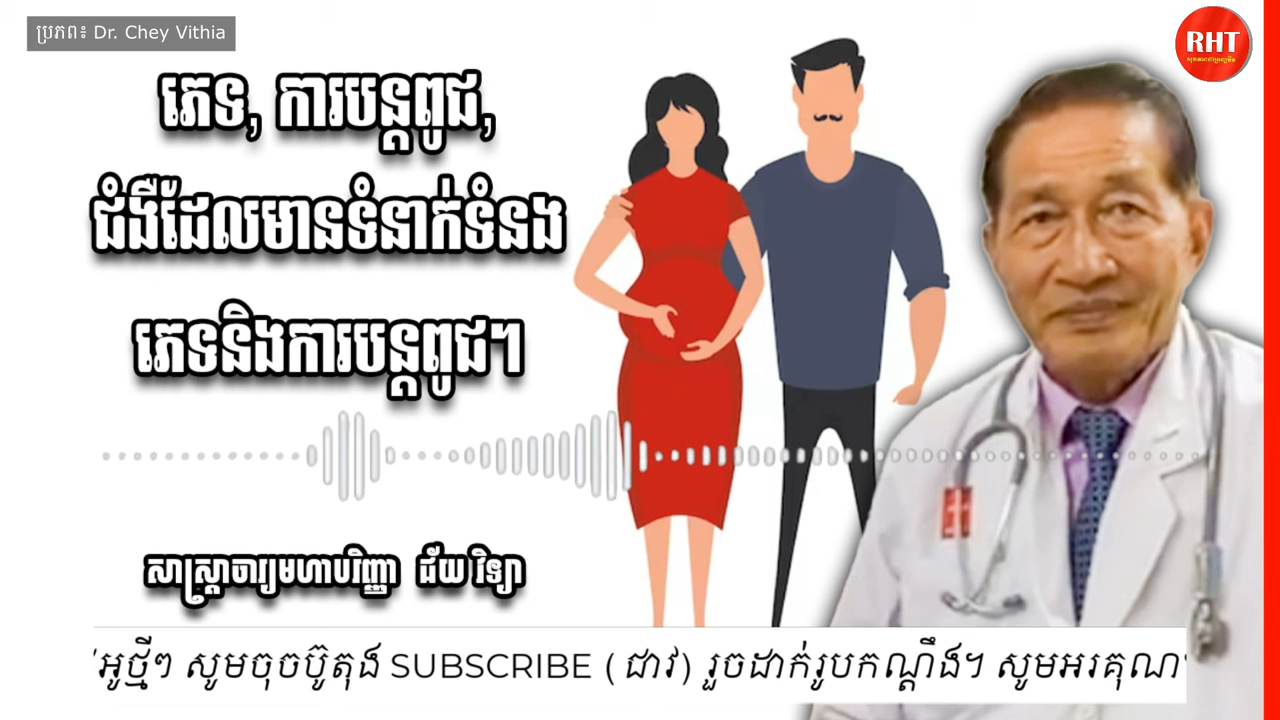 ប្រភព៖ Dr. Chey Vithia
RHT
ភេទ, ការបន្តពូជ,
ជំងឺដែលមានទំនាក់ទំនង
ភេទនិងការបន្តពូជៗ
សាស្ត្រាចារ្យមហាបរិញ្ញា ជ័យ វិទ្យា
អូថ្មីៗ សូមចុចប៊ូតុង SUBSCRIBE (ជាវ) រួចដាក់រូបកណ្ដឹង។ សូមអរគុណ